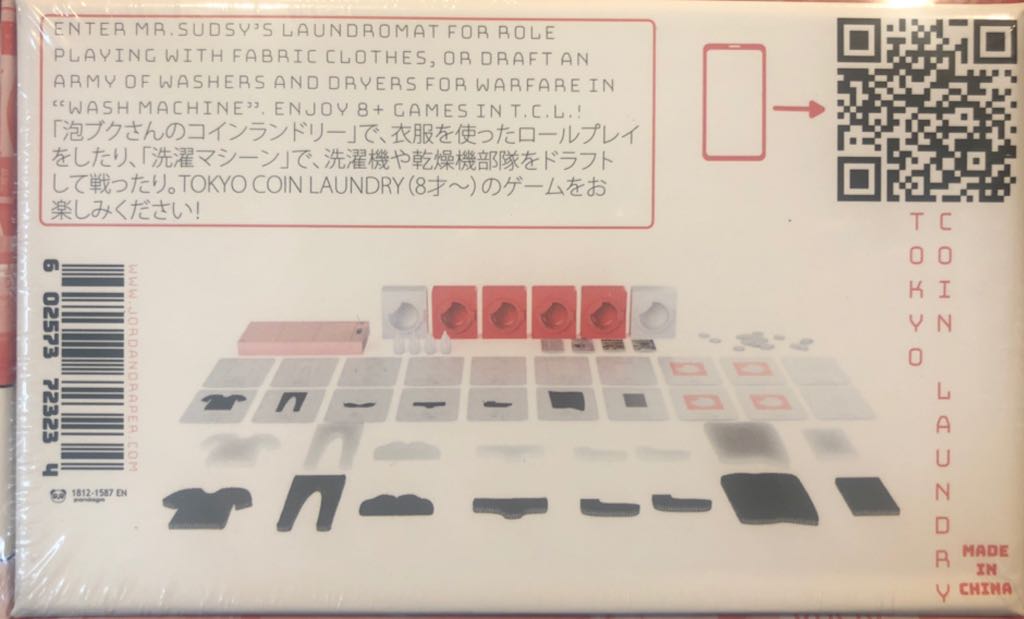 ENTER MR.SUDSY'S LAUNDROMAT FOR ROLE
PLAYING WITH FABRIC CLOTHES, OR DRAFT AN
ARMY OF WASHERS AND DRYERS FOR WARFARE IN
“WASH MACHINE”. ENJOY 8+ GAMES IN T.C.L.!
「泡ブクさんのコインランドリー」で、衣服を使ったロールプレイ
をしたり、「洗濯マシーン」で、洗濯機や乾燥機部隊をドラフト
して戦ったり。TOKYO COIN LAUNDRY（8才〜）のゲームをお
楽しみください！
COIN LAUNDRY
TOKYO
6 02573 72323 4
WWW.JORDANDRAPER.COM
1812-1587 EN
pandagm
MADE
IN
CHINA